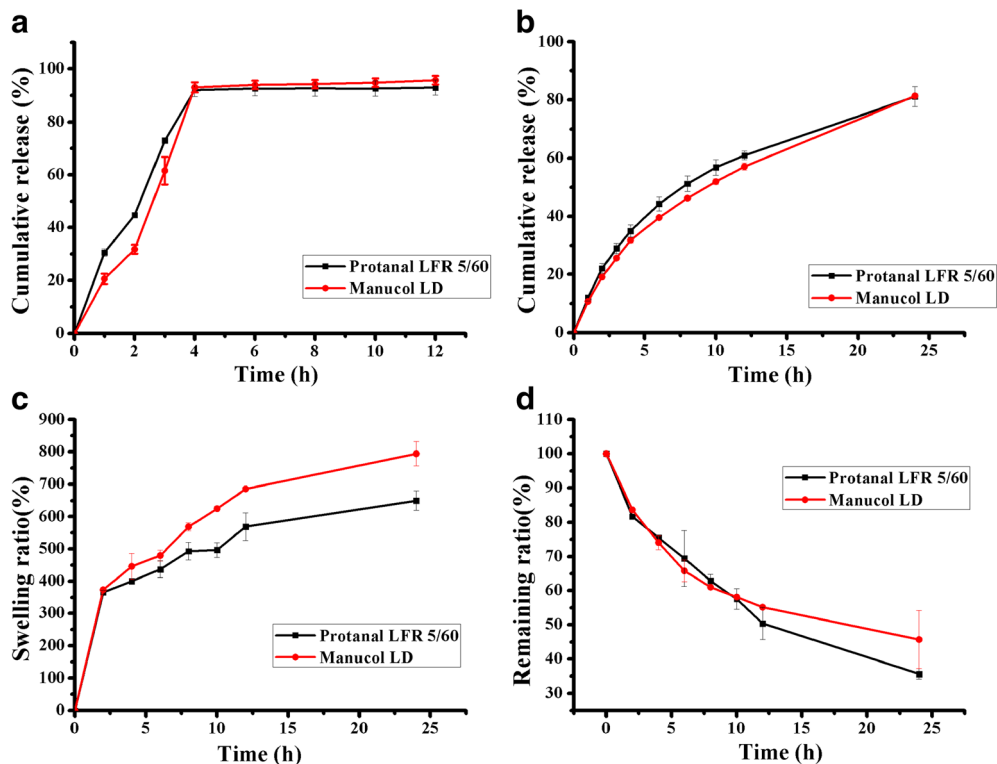 a
Cumulative release (%)
100
80
60
40
20
0
0 2 4 6 8 10 12
Time (h)
Protanal LFR 5/60
Manucol LD
b
Cumulative release (%)
100
80
60
40
20
0
0 5 10 15 20 25
Time (h)
Protanal LFR 5/60
Manucol LD
c
Swelling ratio(%)
900
800
700
600
500
400
300
200
100
0
0 5 10 15 20 25
Time (h)
Protanal LFR 5/60
Manucol LD
d
Remaining ratio(%)
110
100
90
80
70
60
50
40
30
0 5 10 15 20 25
Time (h)
Protanal LFR 5/60
Manucol LD